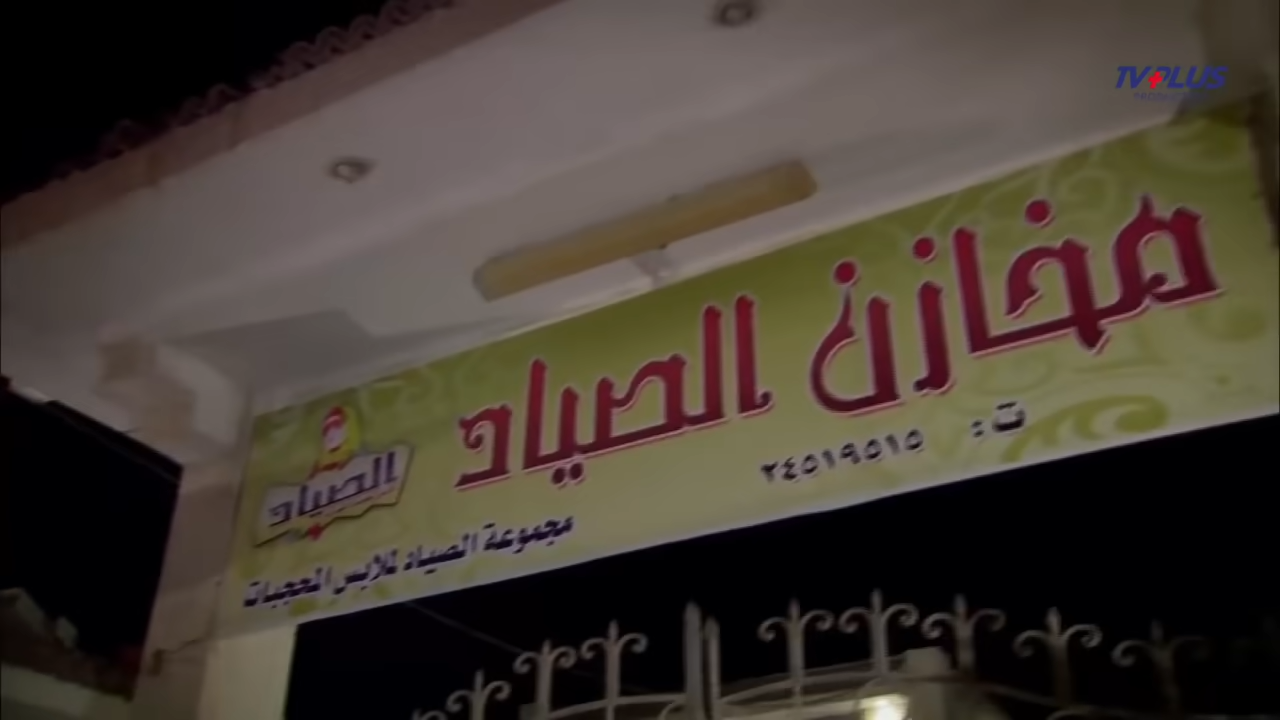 TVPLUS
مخازن الصياد
ت: ٢٤٥١٩٥١٥
الصياد
مجموعة الصياد لملابس المحجبات